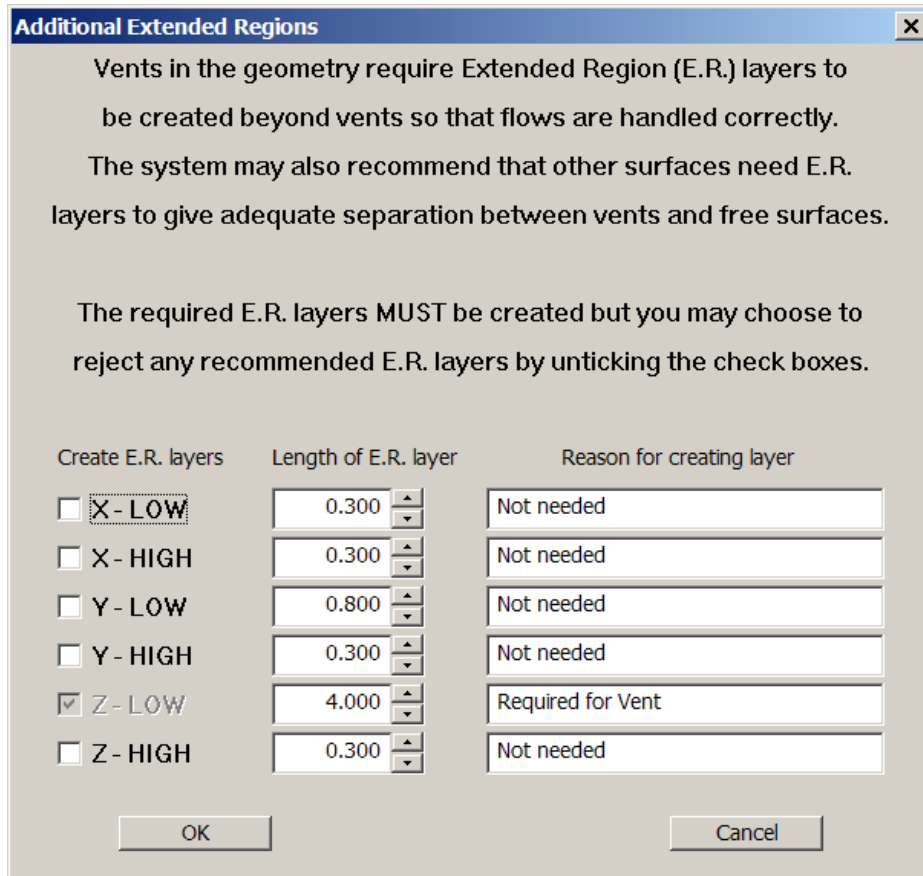 Additional Extended Regions
Vents in the geometry require Extended Region (E.R.) layers to
be created beyond vents so that flows are handled correctly.
The system may also recommend that other surfaces need E.R.
layers to give adequate separation between vents and free surfaces.
The required E.R. layers MUST be created but you may choose to
reject any recommended E.R. layers by unticking the check boxes.
Create E.R. layers Length of E.R. layer Reason for creating layer
X - LOW 0.300 Not needed
X - HIGH 0.300 Not needed
Y - LOW 0.800 Not needed
Y - HIGH 0.300 Not needed
Z - LOW 4.000 Required for Vent
Z - HIGH 0.300 Not needed
OK Cancel